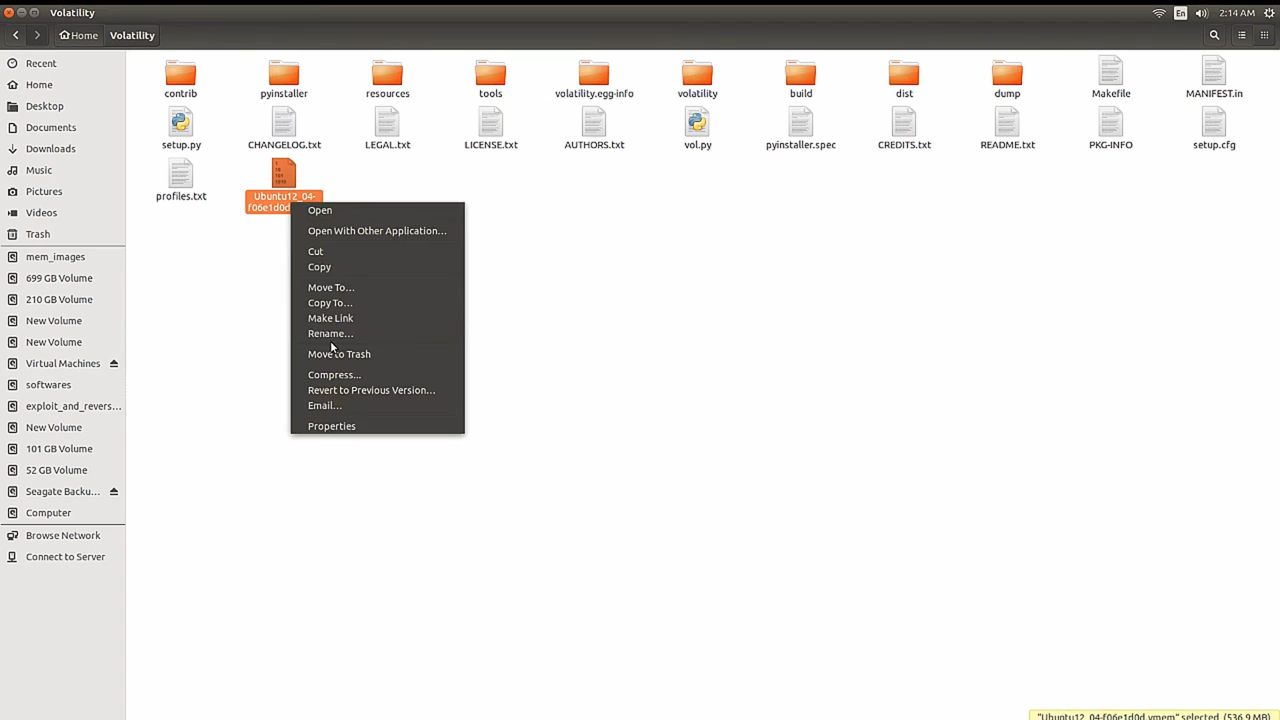 Volatility
En
2:14 AM
Home
Volatility
Recent
Home
Desktop
Documents
Downloads
Music
Pictures
Videos
Trash
mem_images
699 GB Volume
210 GB Volume
New Volume
New Volume
Virtual Machines
softwares
exploit_and_revers...
New Volume
101 GB Volume
52 GB Volume
Seagate Backu...
Computer
Browse Network
Connect to Server
contrib
pyinstaller
resources
tools
volatility.egg-info
volatility
build
dist
dump
Makefile
MANIFEST.in
setup.py
CHANGELOG.txt
LEGAL.txt
LICENSE.txt
AUTHORS.txt
vol.py
pyinstaller.spec
CREDITS.txt
README.txt
PKG-INFO
setup.cfg
profiles.txt
Ubuntu12_04-
f06e1d0d
Open
Open With Other Application...
Cut
Copy
Move To...
Copy To...
Make Link
Rename...
Move to Trash
Compress...
Revert to Previous Version...
Email...
Properties
"Ubuntu12_04-f06e1d0d.vmem" selected (536.9 MB)